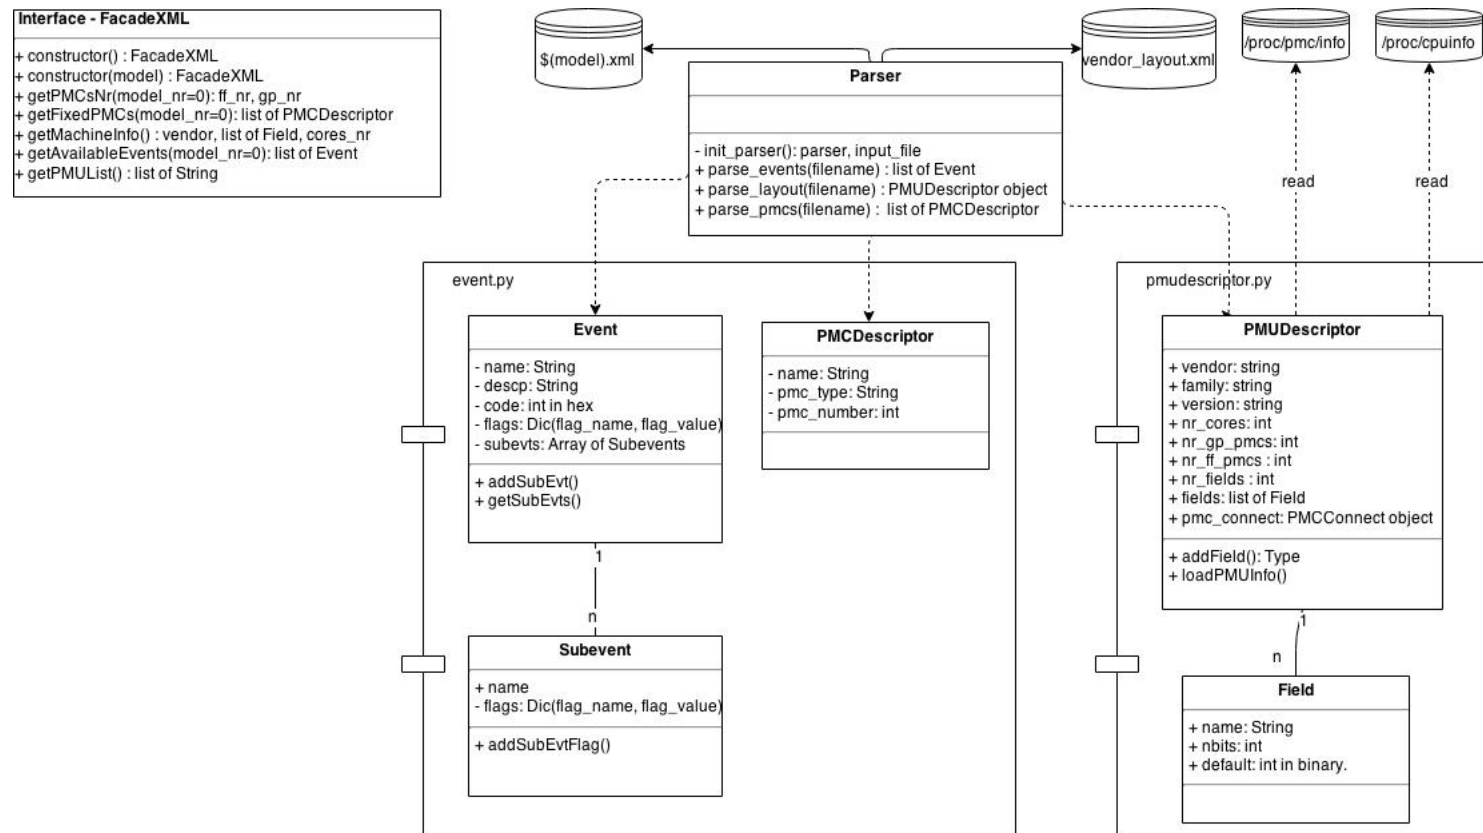 Interface - FacadeXML
+ constructor() : FacadeXML
+ constructor(model) : FacadeXML
+ getPMCsNr(model_nr=0): ff_nr, gp_nr
+ getFixedPMCs(model_nr=0): list of PMCDescriptor
+ getMachineInfo() : vendor, list of Field, cores_nr
+ getAvailableEvents(model_nr=0): list of Event
+ getPMUList() : list of String
$(model).xml
vendor_layout.xml
/proc/pmc/info
/proc/cpuinfo
Parser
- init_parser(): parser, input_file
+ parse_events(filename) : list of Event
+ parse_layout(filename) : PMUDescriptor object
+ parse_pmcs(filename) : list of PMCDescriptor
read
read
event.py
Event
- name: String
- descp: String
- code: int in hex
- flags: Dic(flag_name, flag_value)
- subevts: Array of Subevents
+ addSubEvt()
+ getSubEvts()
PMCDescriptor
- name: String
- pmc_type: String
- pmc_number: int
1
n
Subevent
+ name
- flags: Dic(flag_name, flag_value)
+ addSubEvtFlag()
pmudescriptor.py
PMUDescriptor
+ vendor: string
+ family: string
+ version: string
+ nr_cores: int
+ nr_gp_pmcs: int
+ nr_ff_pmcs : int
+ nr_fields : int
+ fields: list of Field
+ pmc_connect: PMCConnect object
+ addField(): Type
+ loadPMUInfo()
1
n
Field
+ name: String
+ nbits: int
+ default: int in binary.